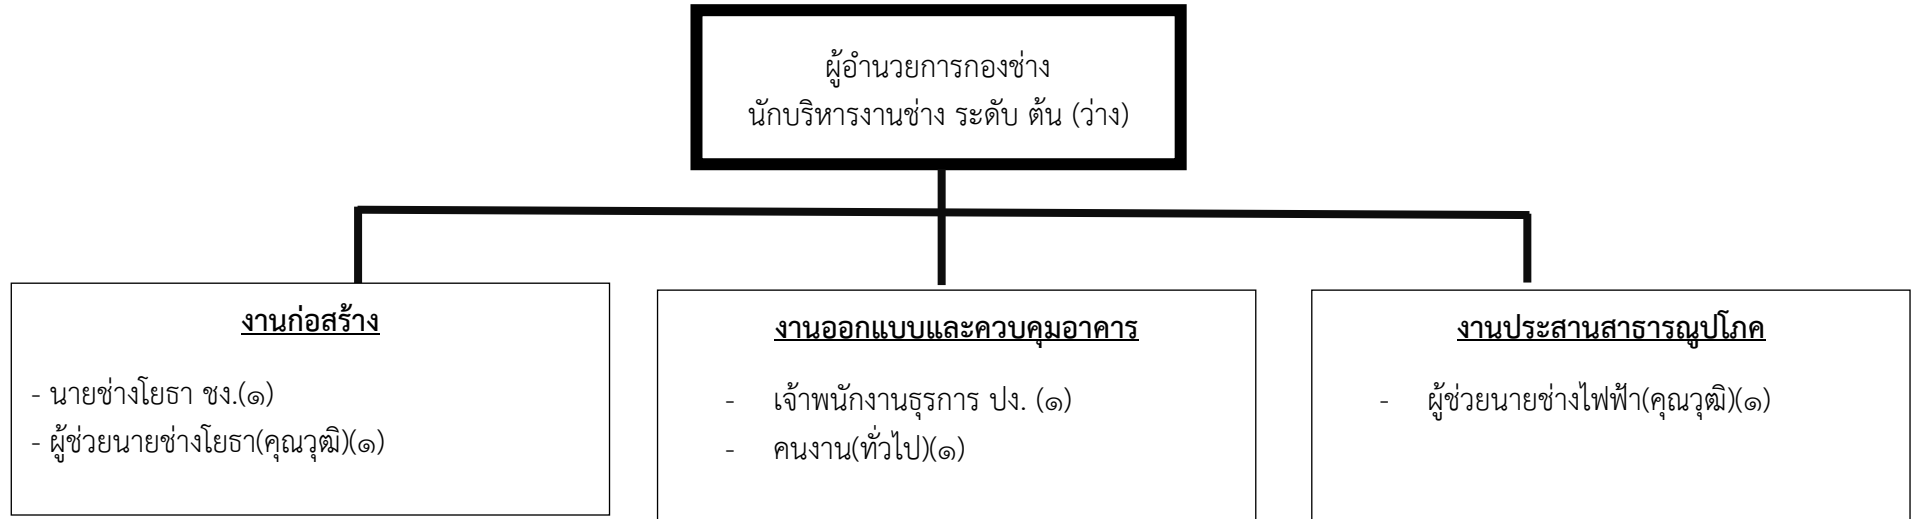 ผู้อำนวยการกองช่าง
นักบริหารงานช่าง ระดับ ต้น (ว่าง)
งานก่อสร้าง
- นายช่างโยธา ชง.(๑)
- ผู้ช่วยนายช่างโยธา(คุณวุฒิ)(๑)
งานออกแบบและควบคุมอาคาร
- เจ้าพนักงานธุรการ ปง. (๑)
- คนงาน(ทั่วไป)(๑)
งานประสานสาธารณูปโภค
- ผู้ช่วยนายช่างไฟฟ้า(คุณวุฒิ)(๑)